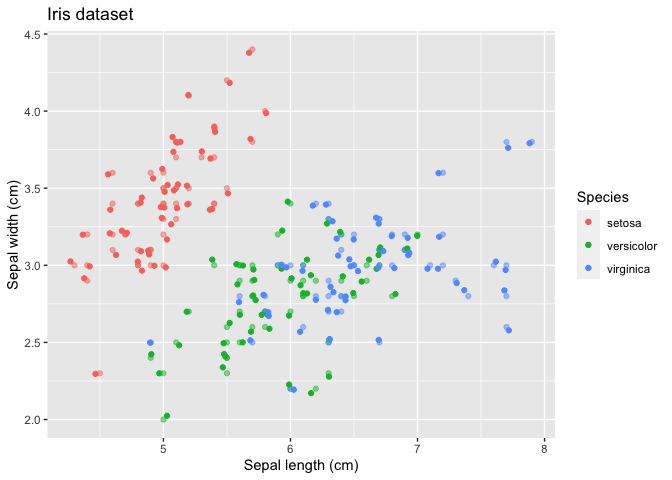 Iris dataset
4.5
4.0
3.5
3.0
2.5
2.0
Sepal width (cm)
5
6
7
8
Sepal length (cm)
Species
setosa
versicolor
virginica